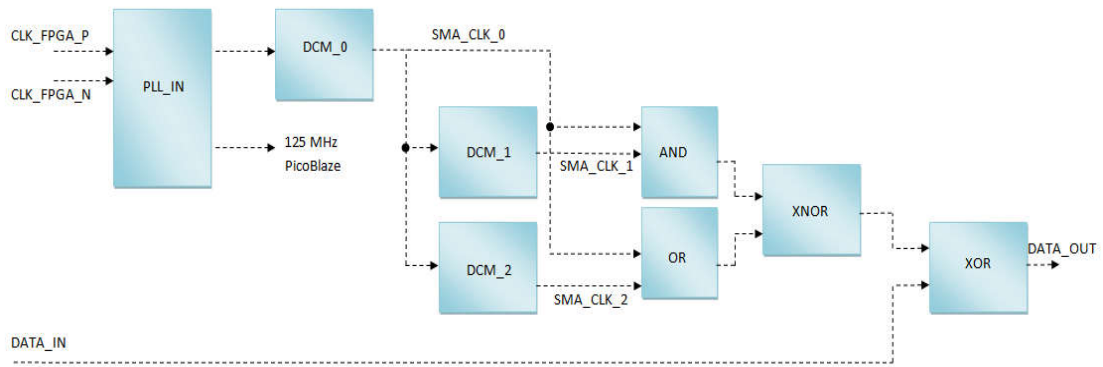 CLK_FPGA_P
CLK_FPGA_N
PLL_IN
DCM_0
SMA_CLK_0
125 MHz
PicoBlaze
DCM_1
SMA_CLK_1
AND
DCM_2
SMA_CLK_2
OR
XNOR
XOR
DATA_OUT
DATA_IN